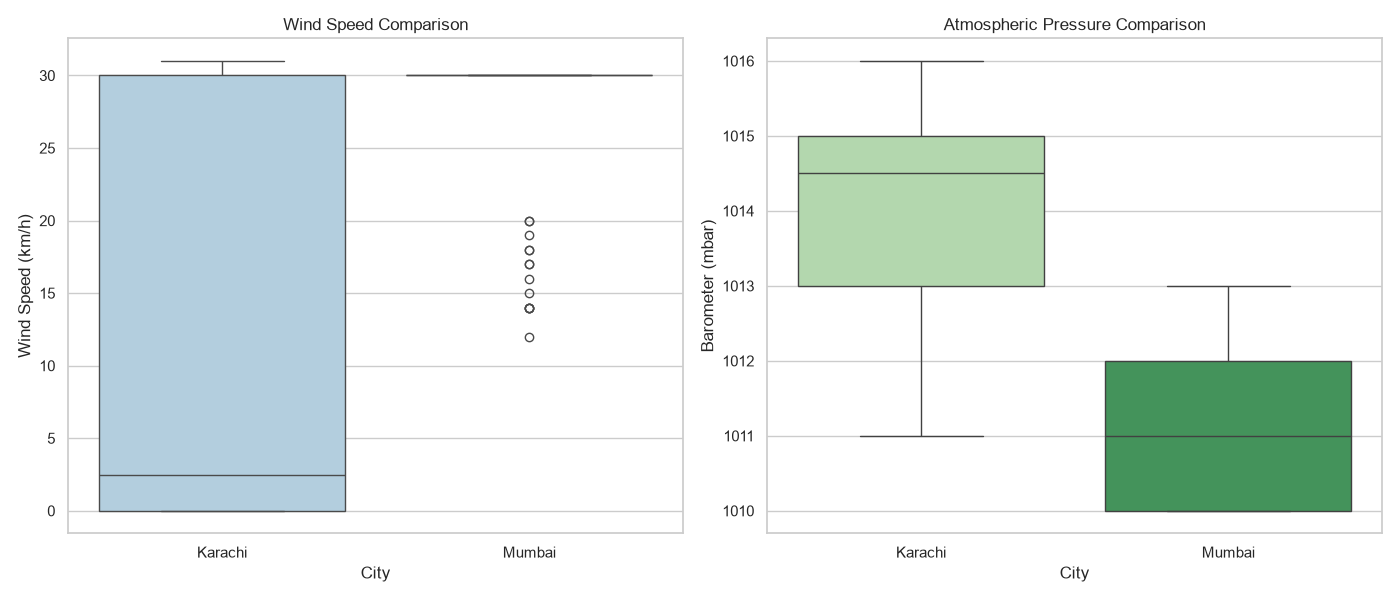 Wind Speed Comparison
Wind Speed (km/h)
30
25
20
15
10
5
0
Karachi
Mumbai
City
Atmospheric Pressure Comparison
Barometer (mbar)
1016
1015
1014
1013
1012
1011
1010
Karachi
Mumbai
City